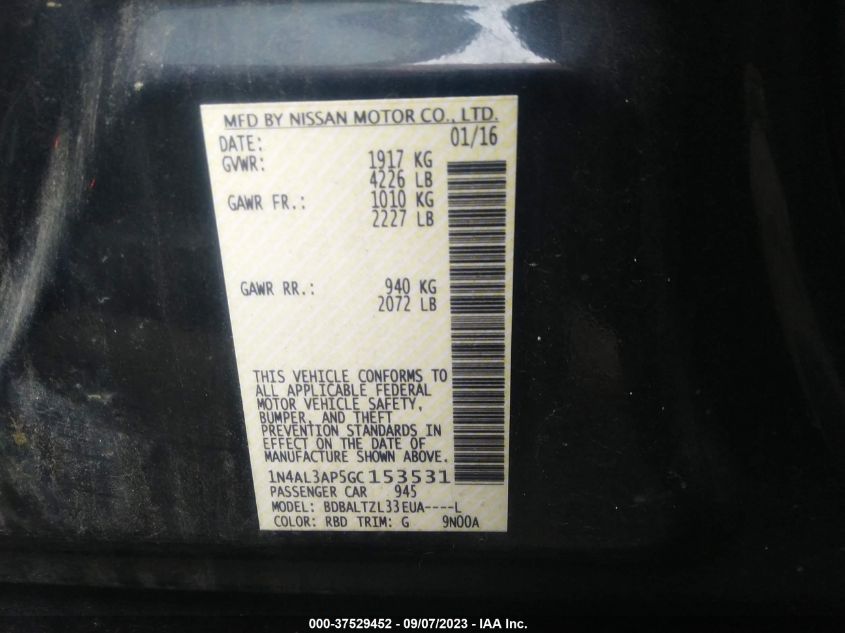 MFD BY NISSAN MOTOR CO., LTD.
DATE: 01/16
GVWR: 1917 KG
4226 LB
GAWR FR.: 1010 KG
2227 LB
GAWR RR.: 940 KG
2072 LB
THIS VEHICLE CONFORMS TO
ALL APPLICABLE FEDERAL
MOTOR VEHICLE SAFETY,
BUMPER, AND THEFT
PREVENTION STANDARDS IN
EFFECT ON THE DATE OF
MANUFACTURE SHOWN ABOVE.
1N4AL3AP5GC153531
PASSENGER CAR 945
MODEL: BDBALTZL33EUA----L
COLOR: RBD TRIM: G 9N00A
000-37529452 - 09/07/2023 - IAA Inc.